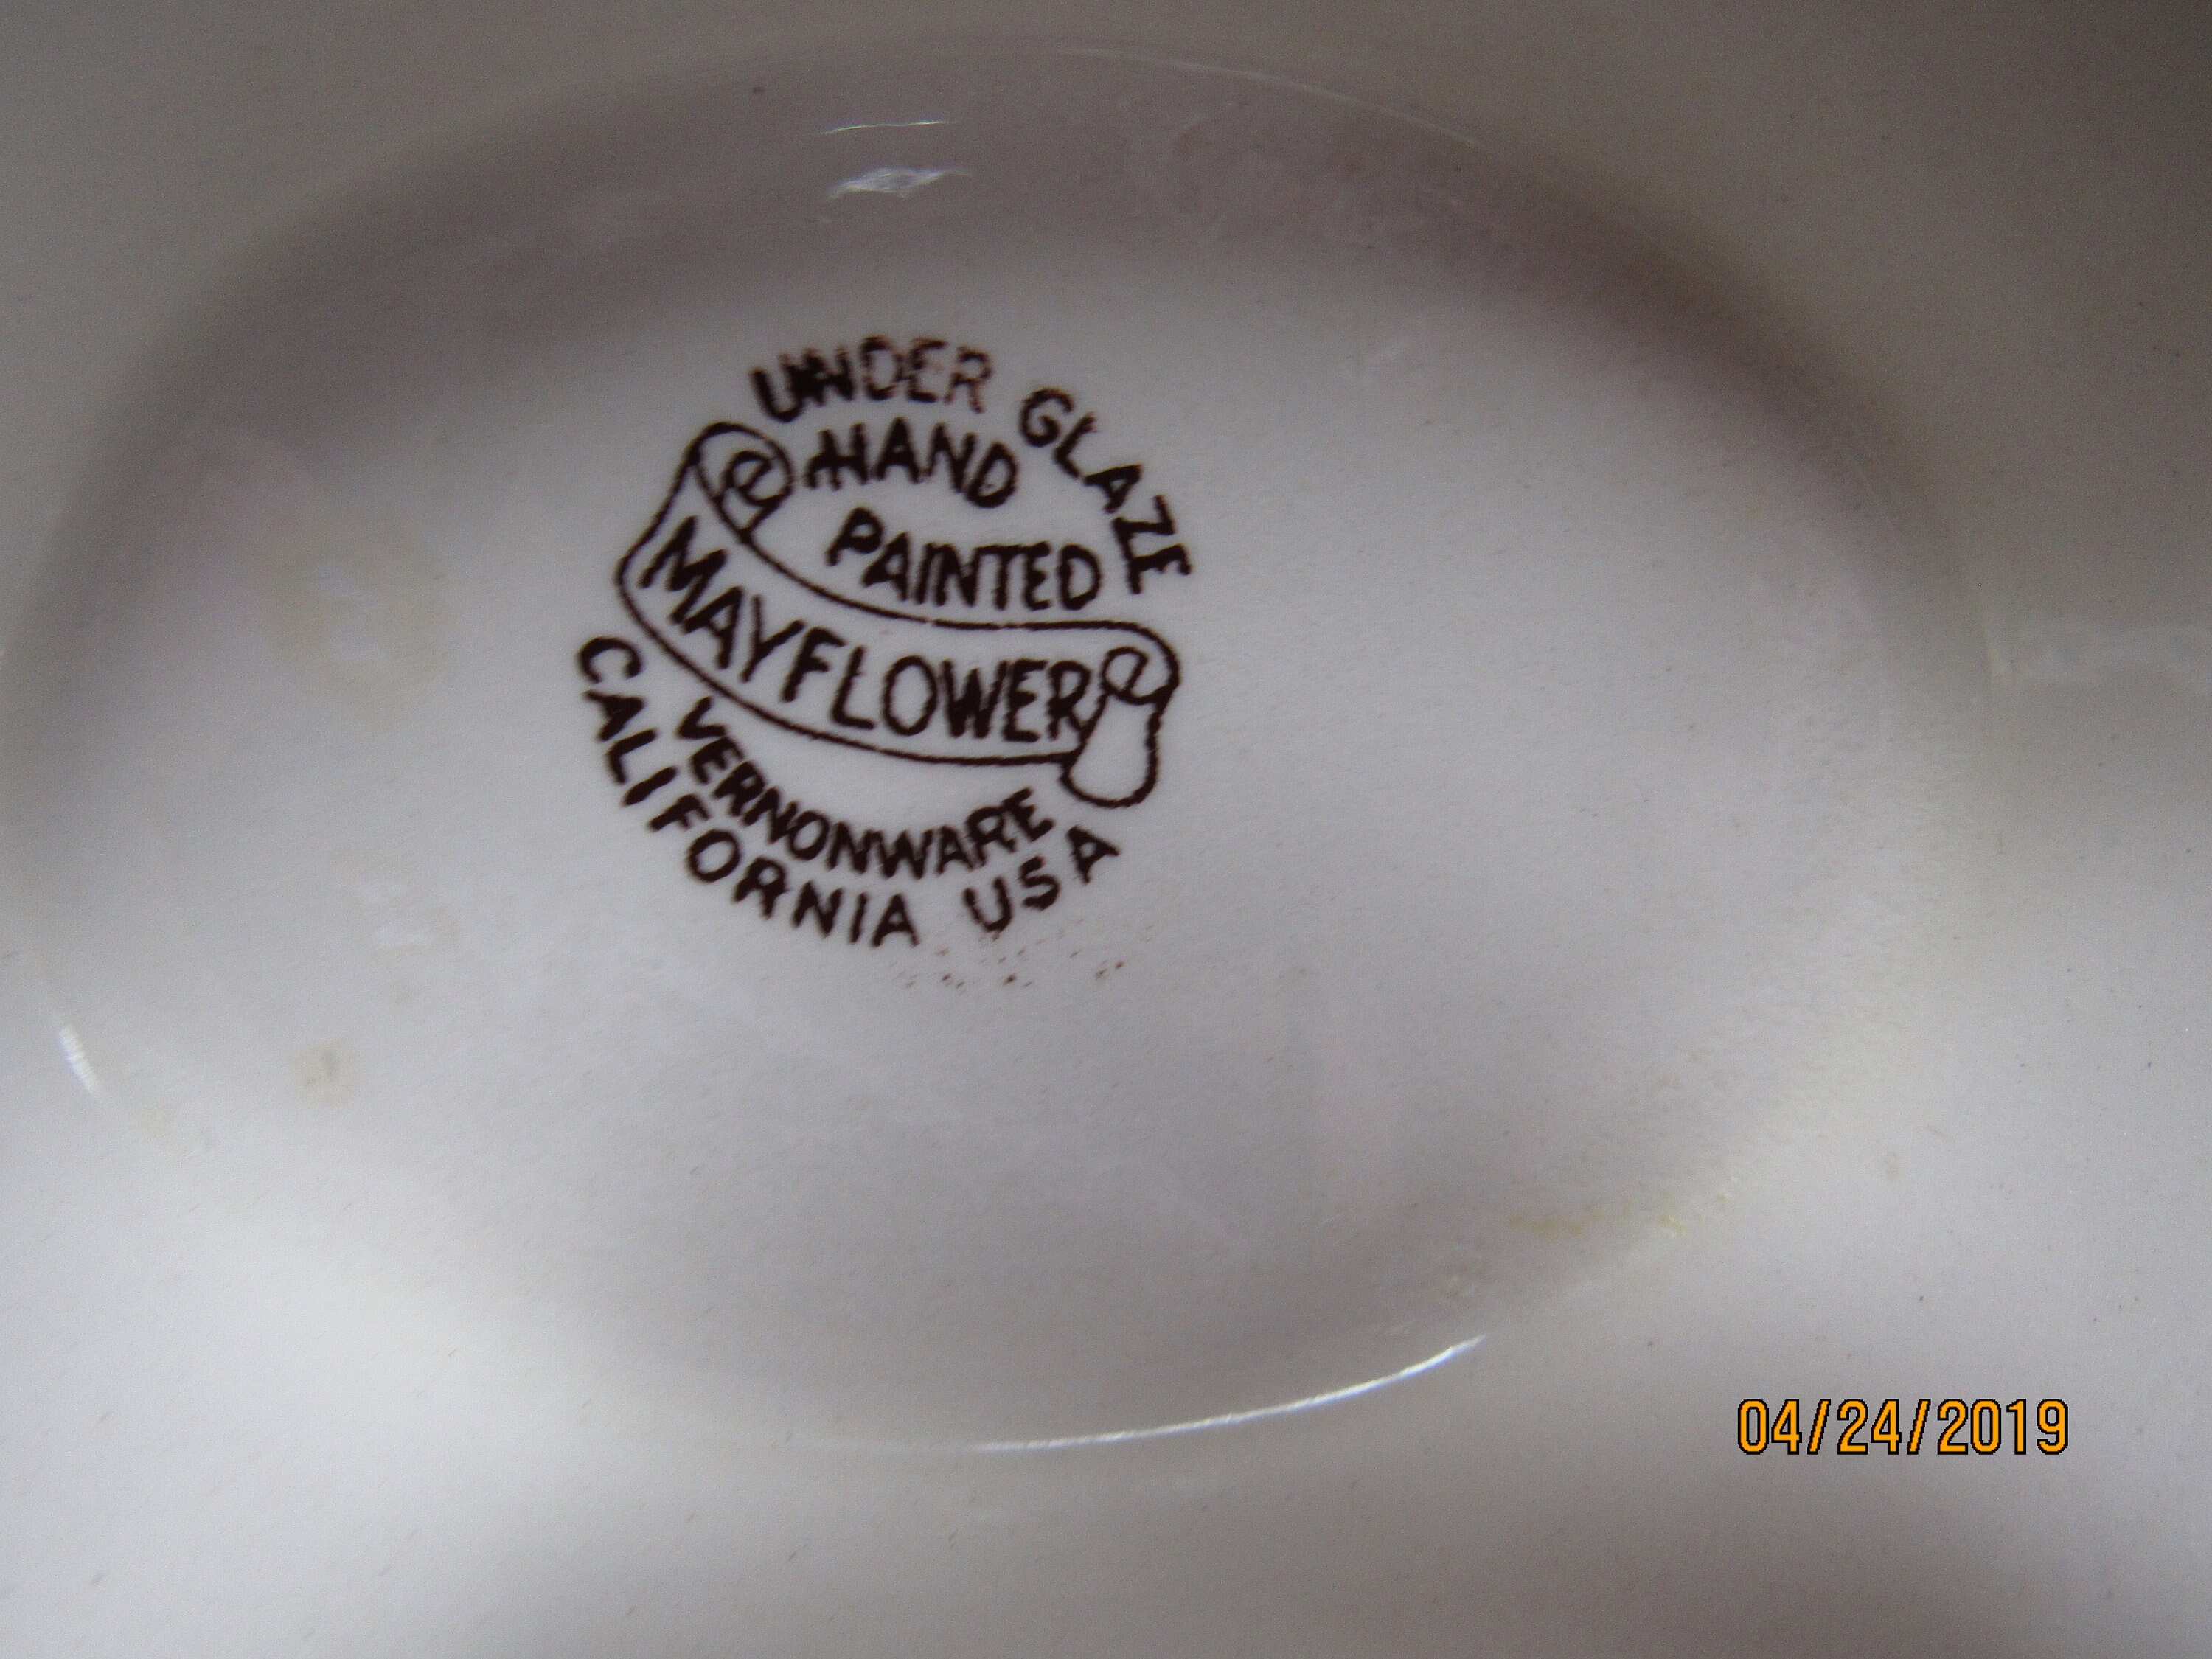 UNDER GLAZE
HAND
PAINTED
MAYFLOWER
VERNONWARE
CALIFORNIA USA
04/24/2019